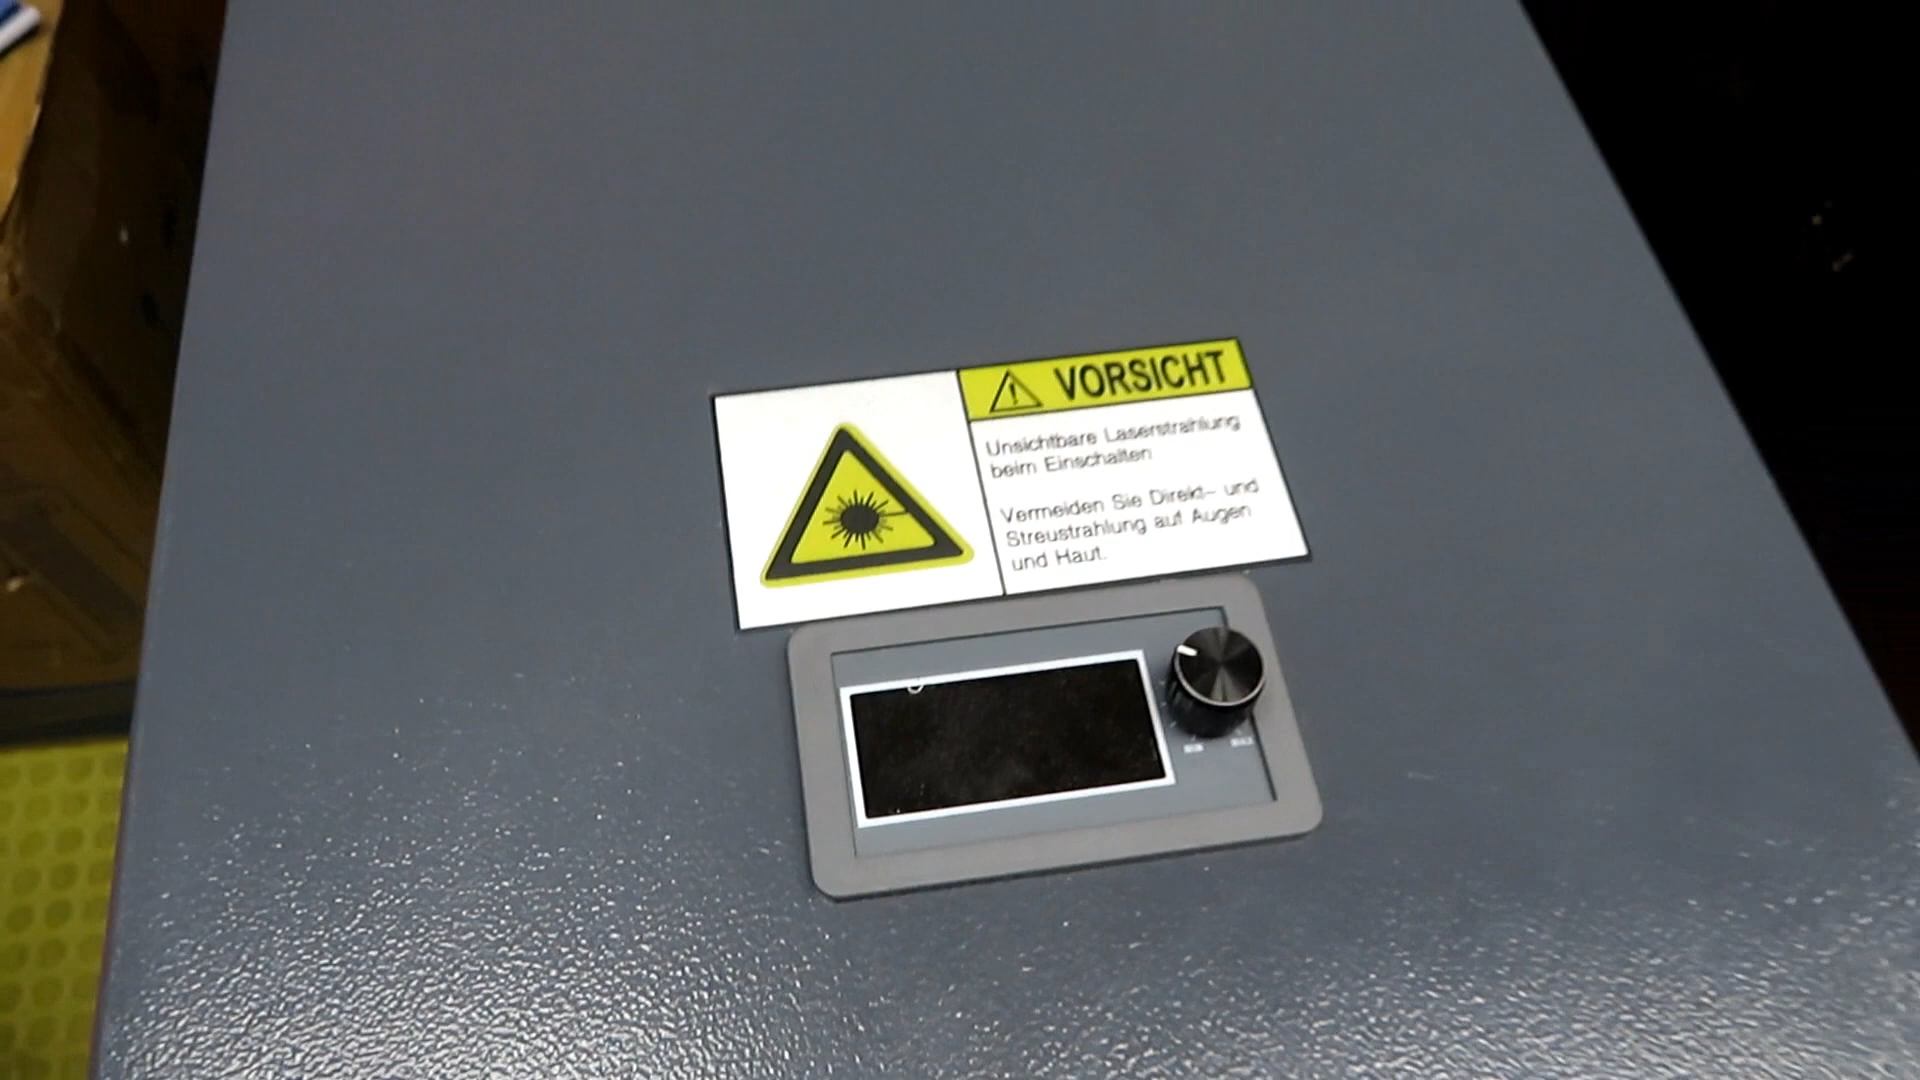 VORSICHT
Unsichtbare Laserstrahlung
beim Einschalten
Vermeiden Sie Direkt- und
Streustrahlung auf Augen
und Haut.